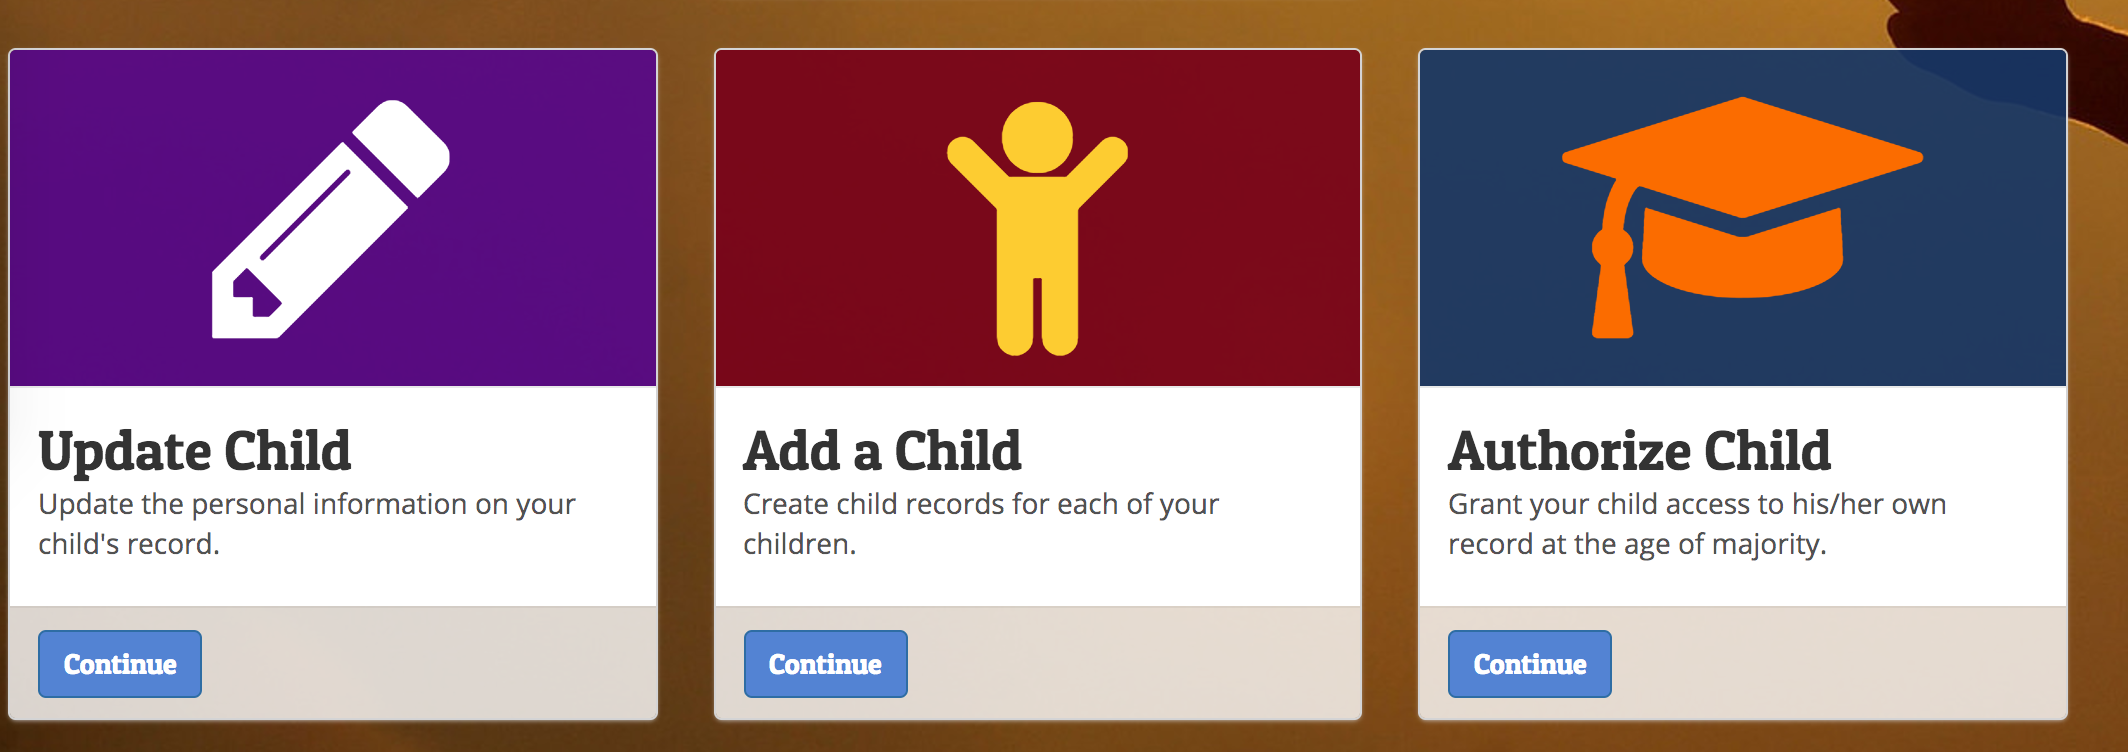 Update Child
Update the personal information on your
child's record.
Continue
Add a Child
Create child records for each of your
children.
Continue
Authorize Child
Grant your child access to his/her own
record at the age of majority.
Continue